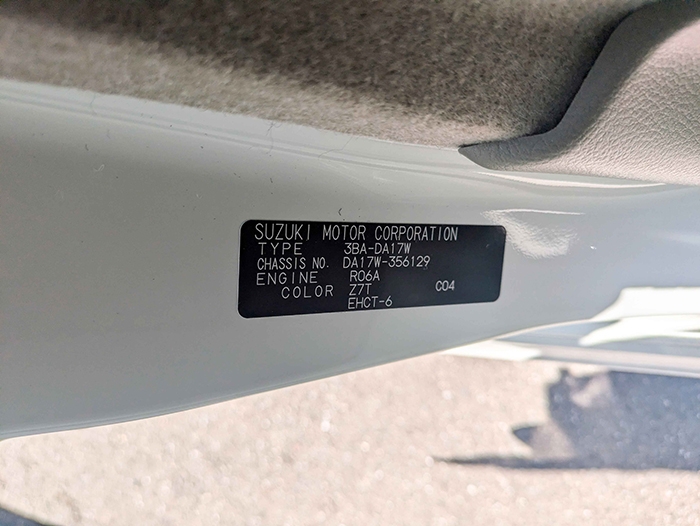 SUZUKI MOTOR CORPORATION
TYPE 3BA-DA17W
CHASSIS NO. DA17W-356129
ENGINE R06A
COLOR Z7T C04
EHCT-6